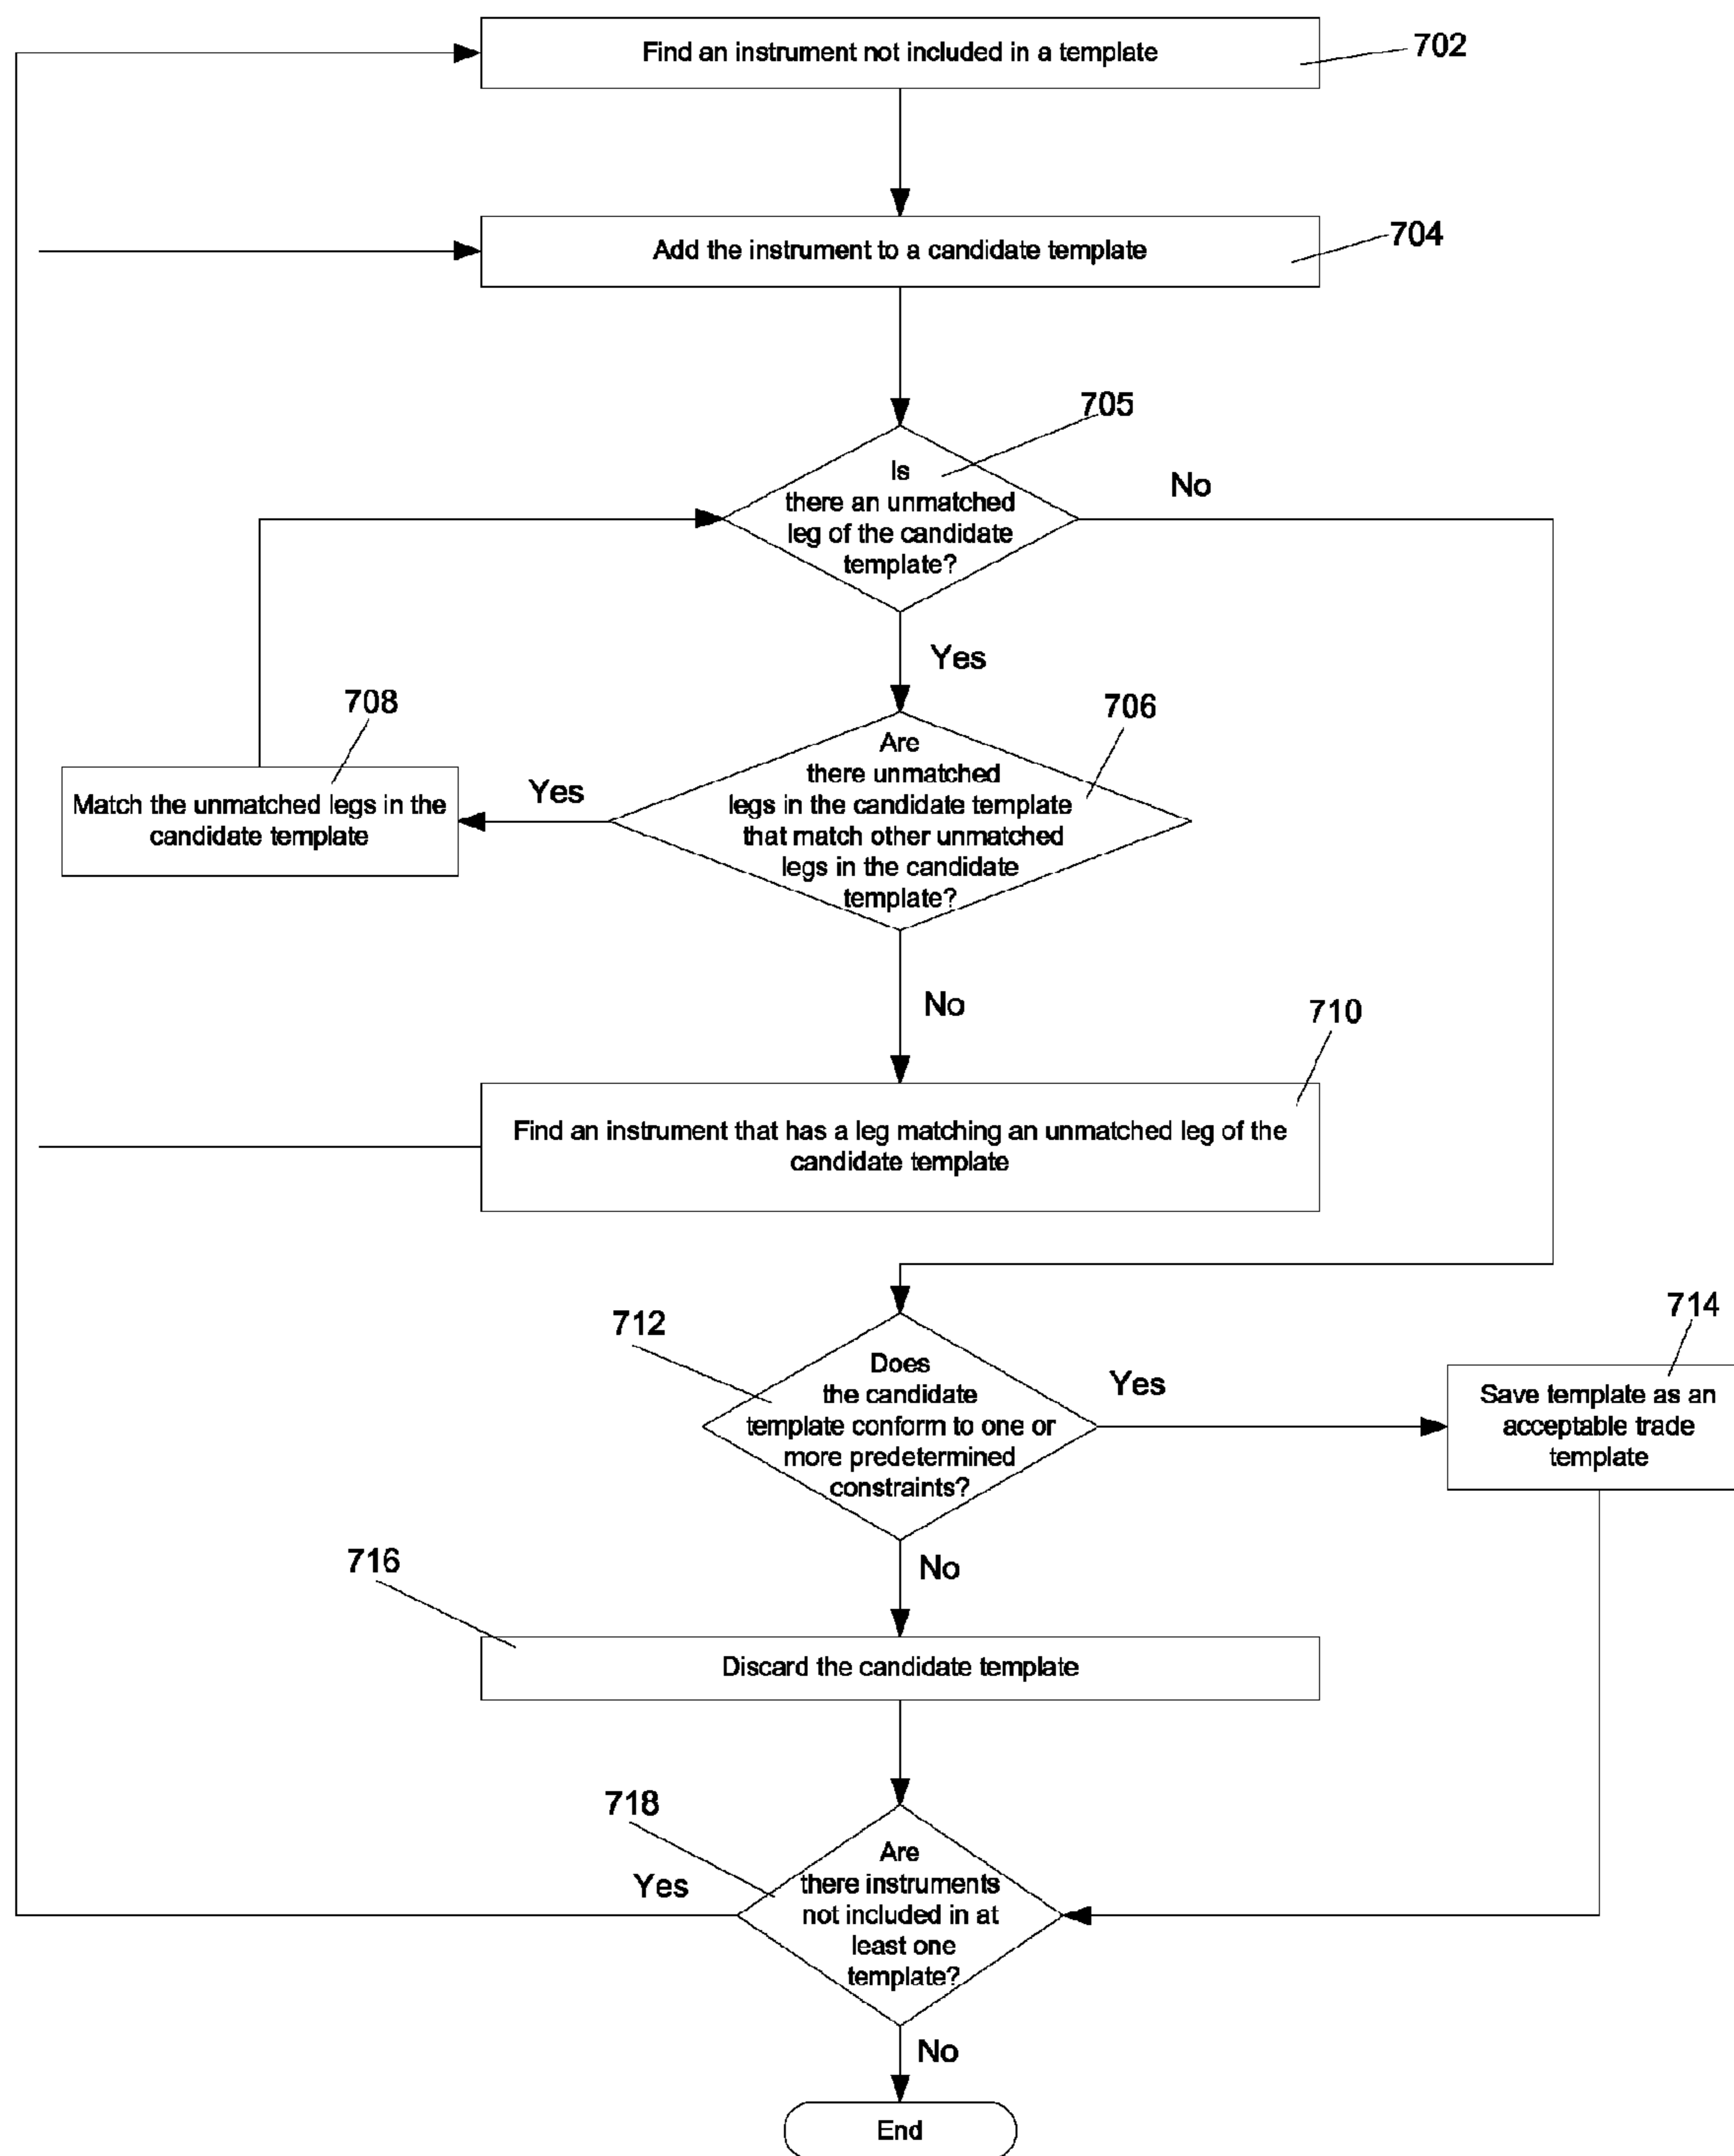 Find an instrument not included in a template
702
Add the instrument to a candidate template
704
705
Is
there an unmatched
leg of the candidate
template?
No
Yes
708
706
Match the unmatched legs in the
candidate template
Yes
Are
there unmatched
legs in the candidate template
that match other unmatched
legs in the candidate
template?
No
710
Find an instrument that has a leg matching an unmatched leg of the
candidate template
712
714
Does
the candidate
template conform to one or
more predetermined
constraints?
Yes
Save template as an
acceptable trade
template
No
716
Discard the candidate template
718
Are
there instruments
not included in at
least one
template?
Yes
No
End